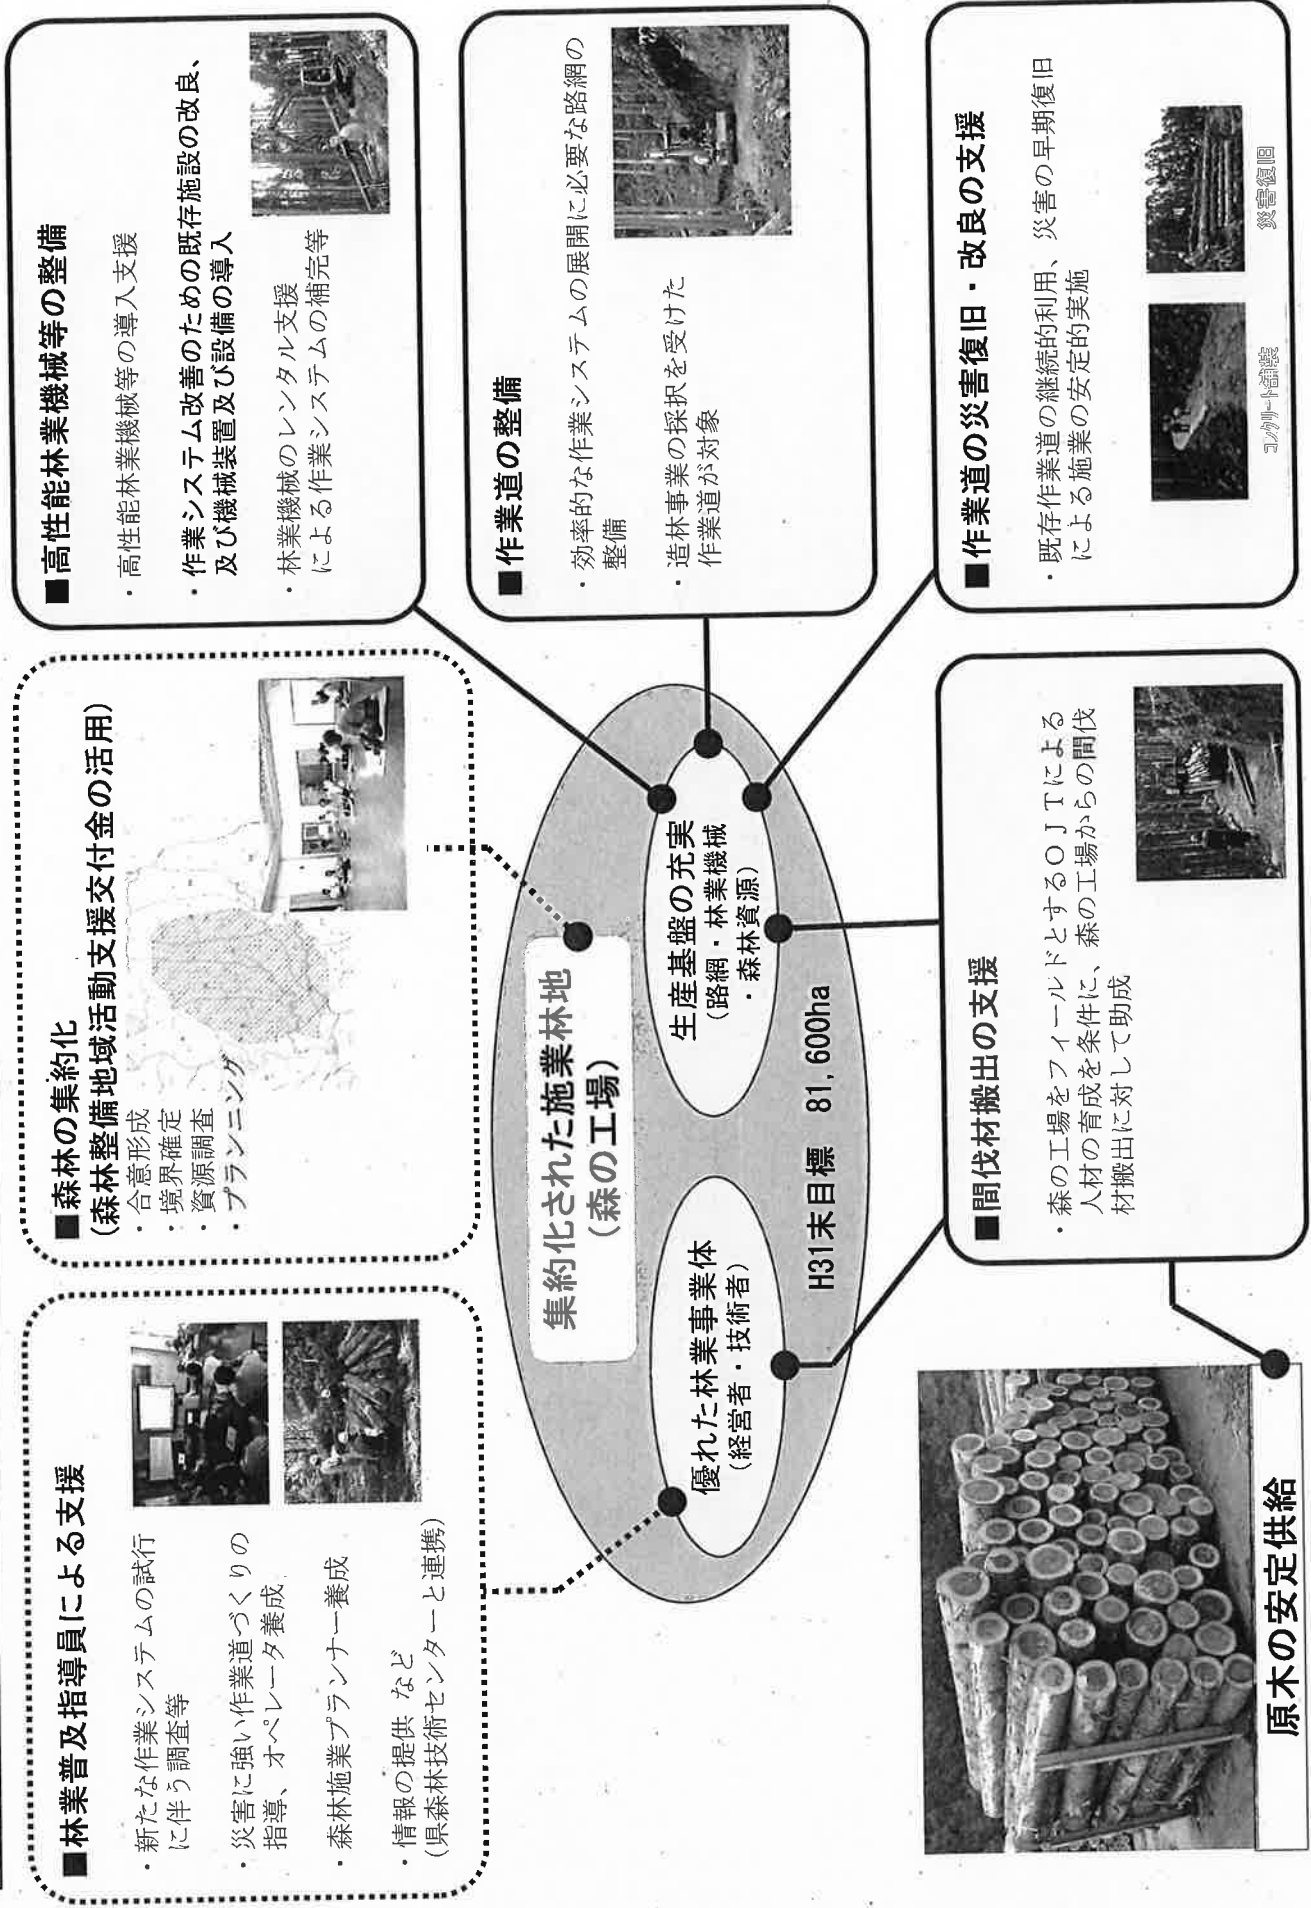 ■林業普及指導員による支援
・新たな作業システムの試行
に伴う調査等
・災害に強い作業道づくりの
指導、オペレータ養成
・森林施業プランナー養成
・情報の提供 など
(県森林技術センターと連携)
■森林の集約化
(森林整備地域活動支援交付金の活用)
・合意形成
・境界確定
・資源調査
・プランニング
■高性能林業機械等の整備
・高性能林業機械等の導入支援
・作業システム改善のための既存施設の改良、
及び機械装置及び設備の導入
・林業機械のレンタル支援
による作業システムの補完等
集約化された施業林地
(森の工場)
優れた林業事業体
(経営者・技術者)
生産基盤の充実
(路網・林業機械
・森林資源)
H31末目標 81,600ha
■作業道の整備
・効率的な作業システムの展開に必要な路網の
整備
・造林事業の採択を受けた
作業道が対象
原木の安定供給
■間伐材搬出の支援
・森の工場をフィールドとするOJTによる
人材の育成を条件に、森の工場からの間伐
材搬出に対して助成
■作業道の災害復旧・改良の支援
・既存作業道の継続的利用、災害の早期復旧
による施業の安定的実施
コンクリート舗装
災害復旧